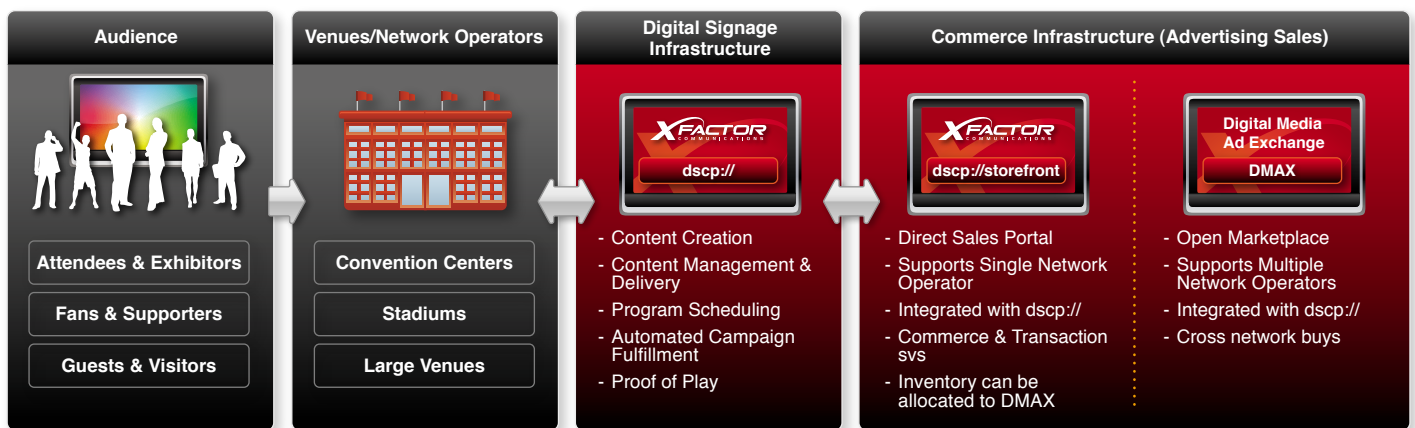 Audience
Attendees & Exhibitors
Fans & Supporters
Guests & Visitors
Venues/Network Operators
Convention Centers
Stadiums
Large Venues
Digital Signage
Infrastructure
XFACTOR
COMMUNICATIONS
dscp://
- Content Creation
- Content Management &
Delivery
- Program Scheduling
- Automated Campaign
Fulfillment
- Proof of Play
Commerce Infrastructure (Advertising Sales)
XFACTOR
COMMUNICATIONS
dscp://storefront
- Direct Sales Portal
- Supports Single Network
Operator
- Integrated with dscp://
- Commerce & Transaction
svs
- Inventory can be
allocated to DMAX
Digital Media
Ad Exchange
DMAX
- Open Marketplace
- Supports Multiple
Network Operators
- Integrated with dscp://
- Cross network buys